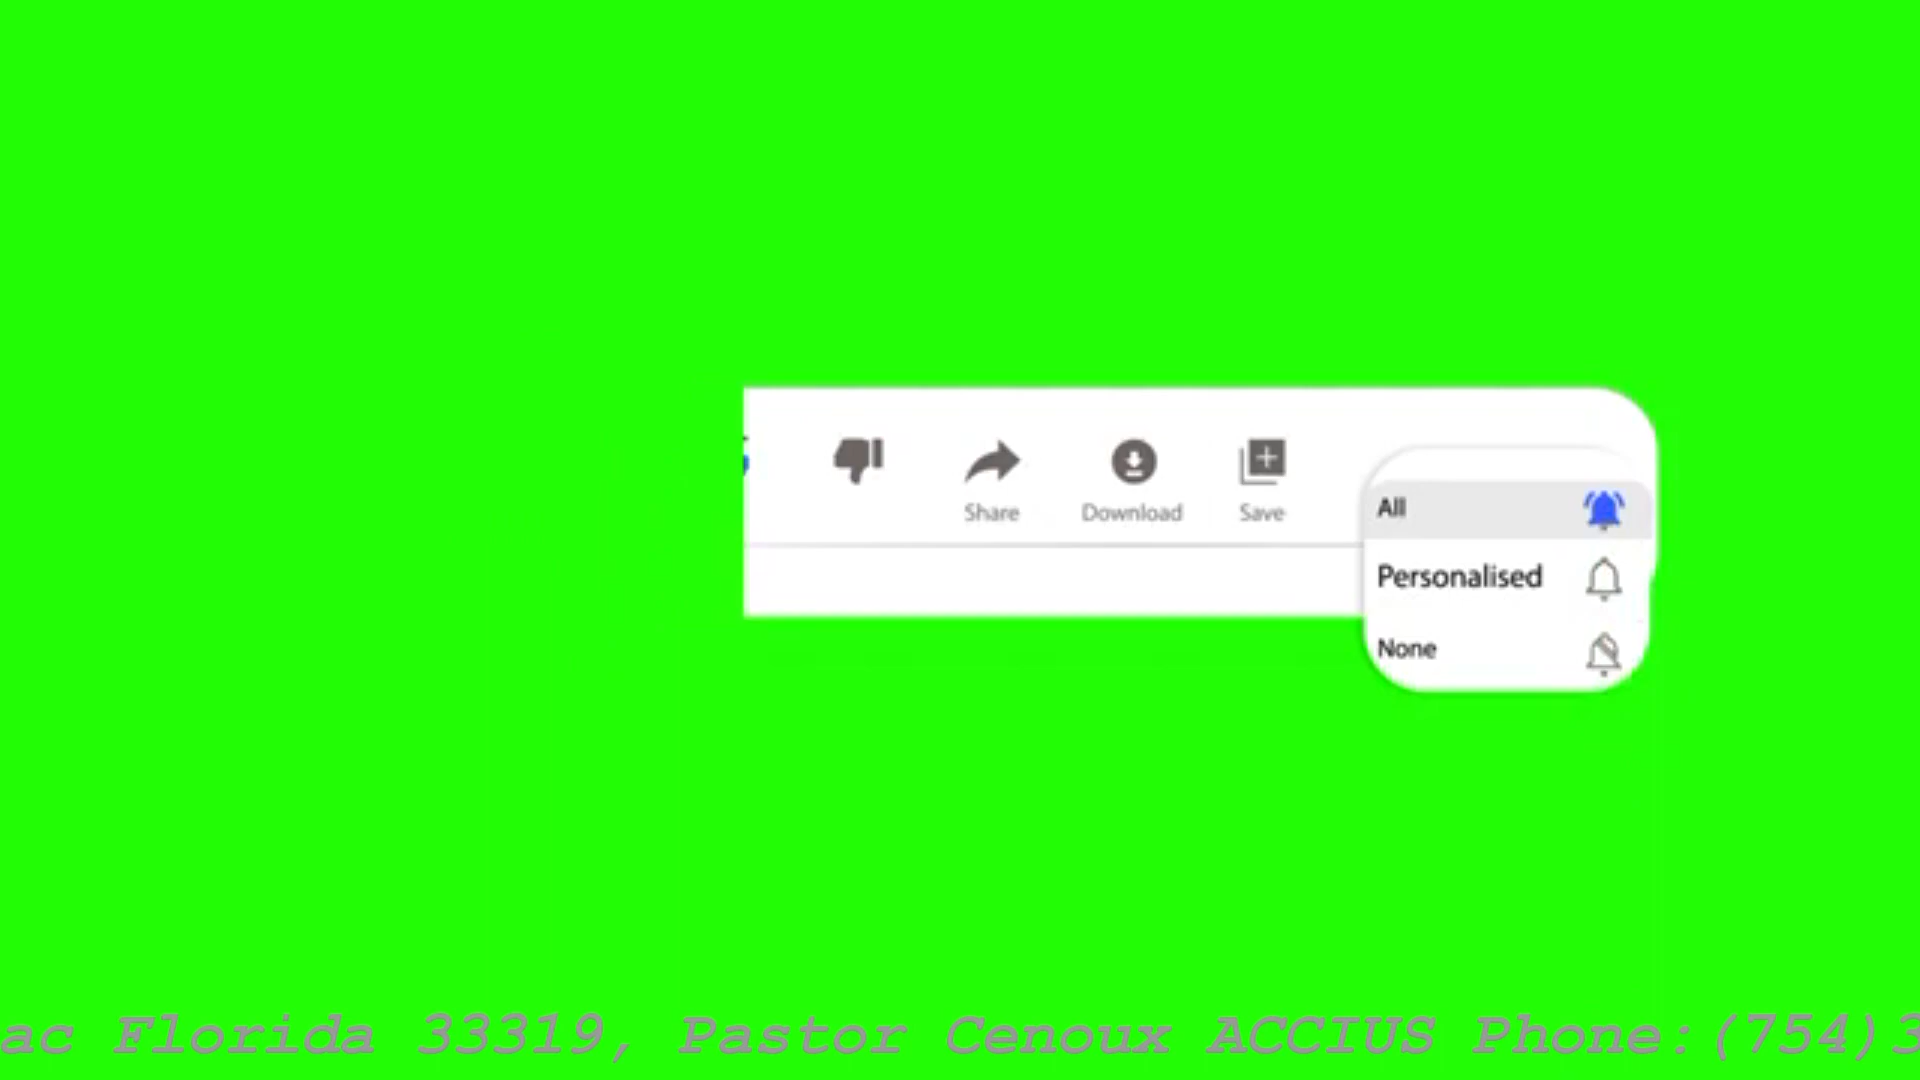 Share Download Save
All
Personalised
None
ac Florida 33319, Pastor Cenoux ACCIUS Phone:(754)3